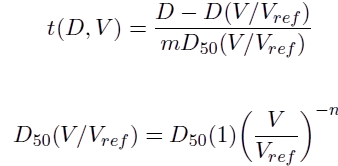 t(D, V) = \frac{D - D(V/V_{ref})}{mD_{50}(V/V_{ref})}
D_{50}(V/V_{ref}) = D_{50}(1) \left( \frac{V}{V_{ref}} \right)^{-n}